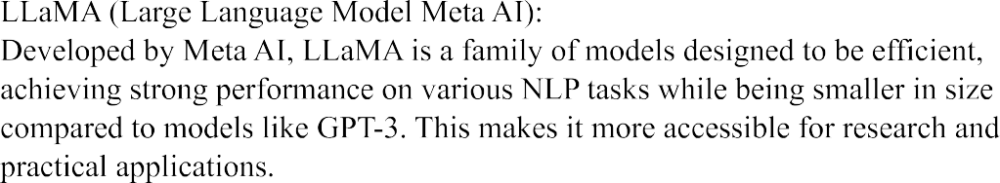 LLaMA (Large Language Model Meta AI):
Developed by Meta AI, LLaMA is a family of models designed to be efficient,
achieving strong performance on various NLP tasks while being smaller in size
compared to models like GPT-3. This makes it more accessible for research and
practical applications.